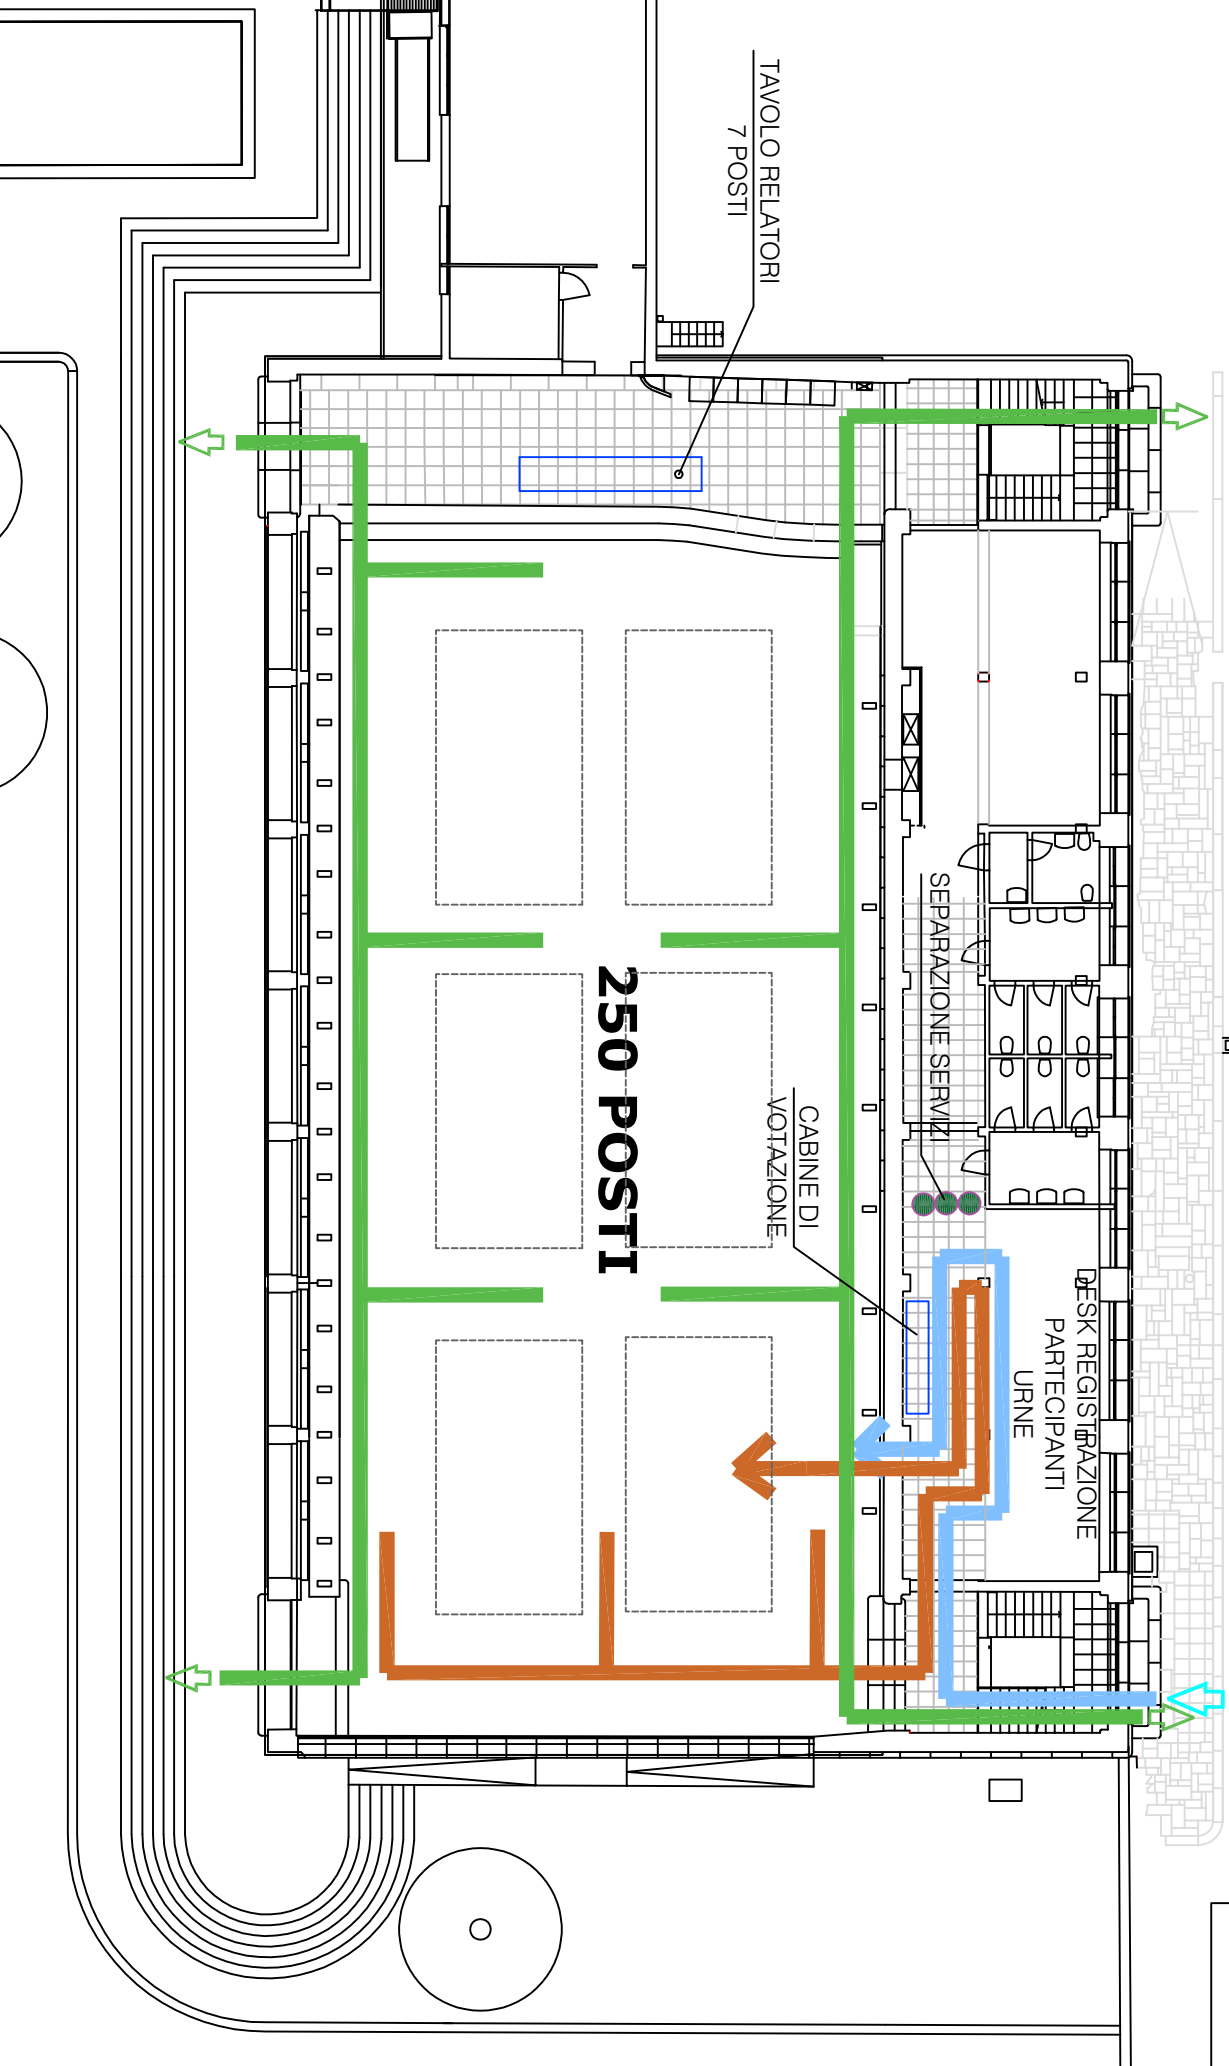 TAVOLO RELATORI
7 POSTI
SEPARAZIONE SERVIZI
250 POSTI
CABINE DI
VOTAZIONE
DESK REGISTRAZIONE
PARTECIPANTI
URNE